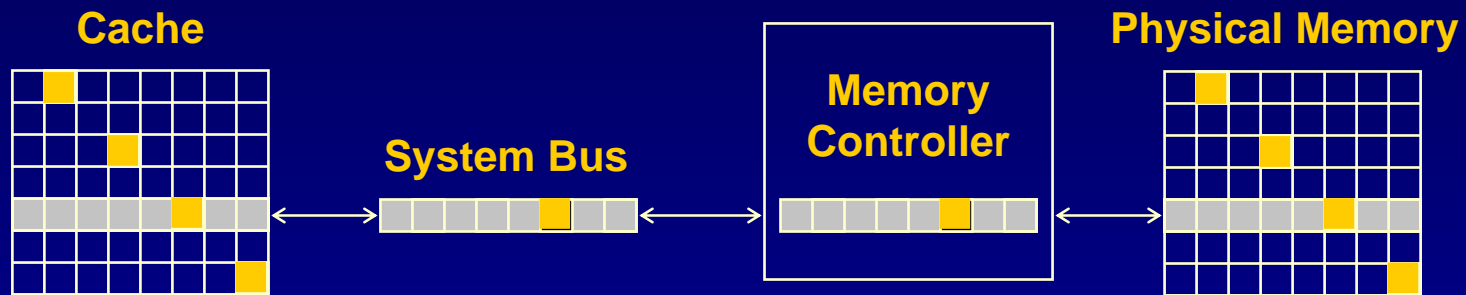 Cache
System Bus
Memory
Controller
Physical Memory